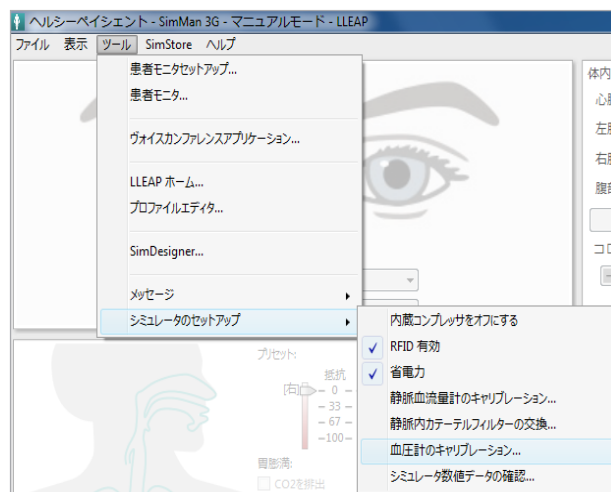 ヘルシーペイシェント - SimMan 3G - マニュアルモード - LLEAP
ファイル 表示 ツール SimStore ヘルプ
患者モニタセットアップ...
患者モニタ...
ヴォイスカンファレンスアプリケーション...
LLEAP ホーム...
プロファイルエディタ...
SimDesigner...
メッセージ
シミュレータのセットアップ
内蔵コンプレッサをオフにする
RFID 有効
省電力
静脈血流量計のキャリブレーション...
静脈内カテーテルフィルターの交換...
血圧計のキャリブレーション...
シミュレータ数値データの確認...
体内
心
左
右
腹部
コロ
プリセット:
抵抗
[右]
0
33
67
100
胃膨満:
CO2を排出